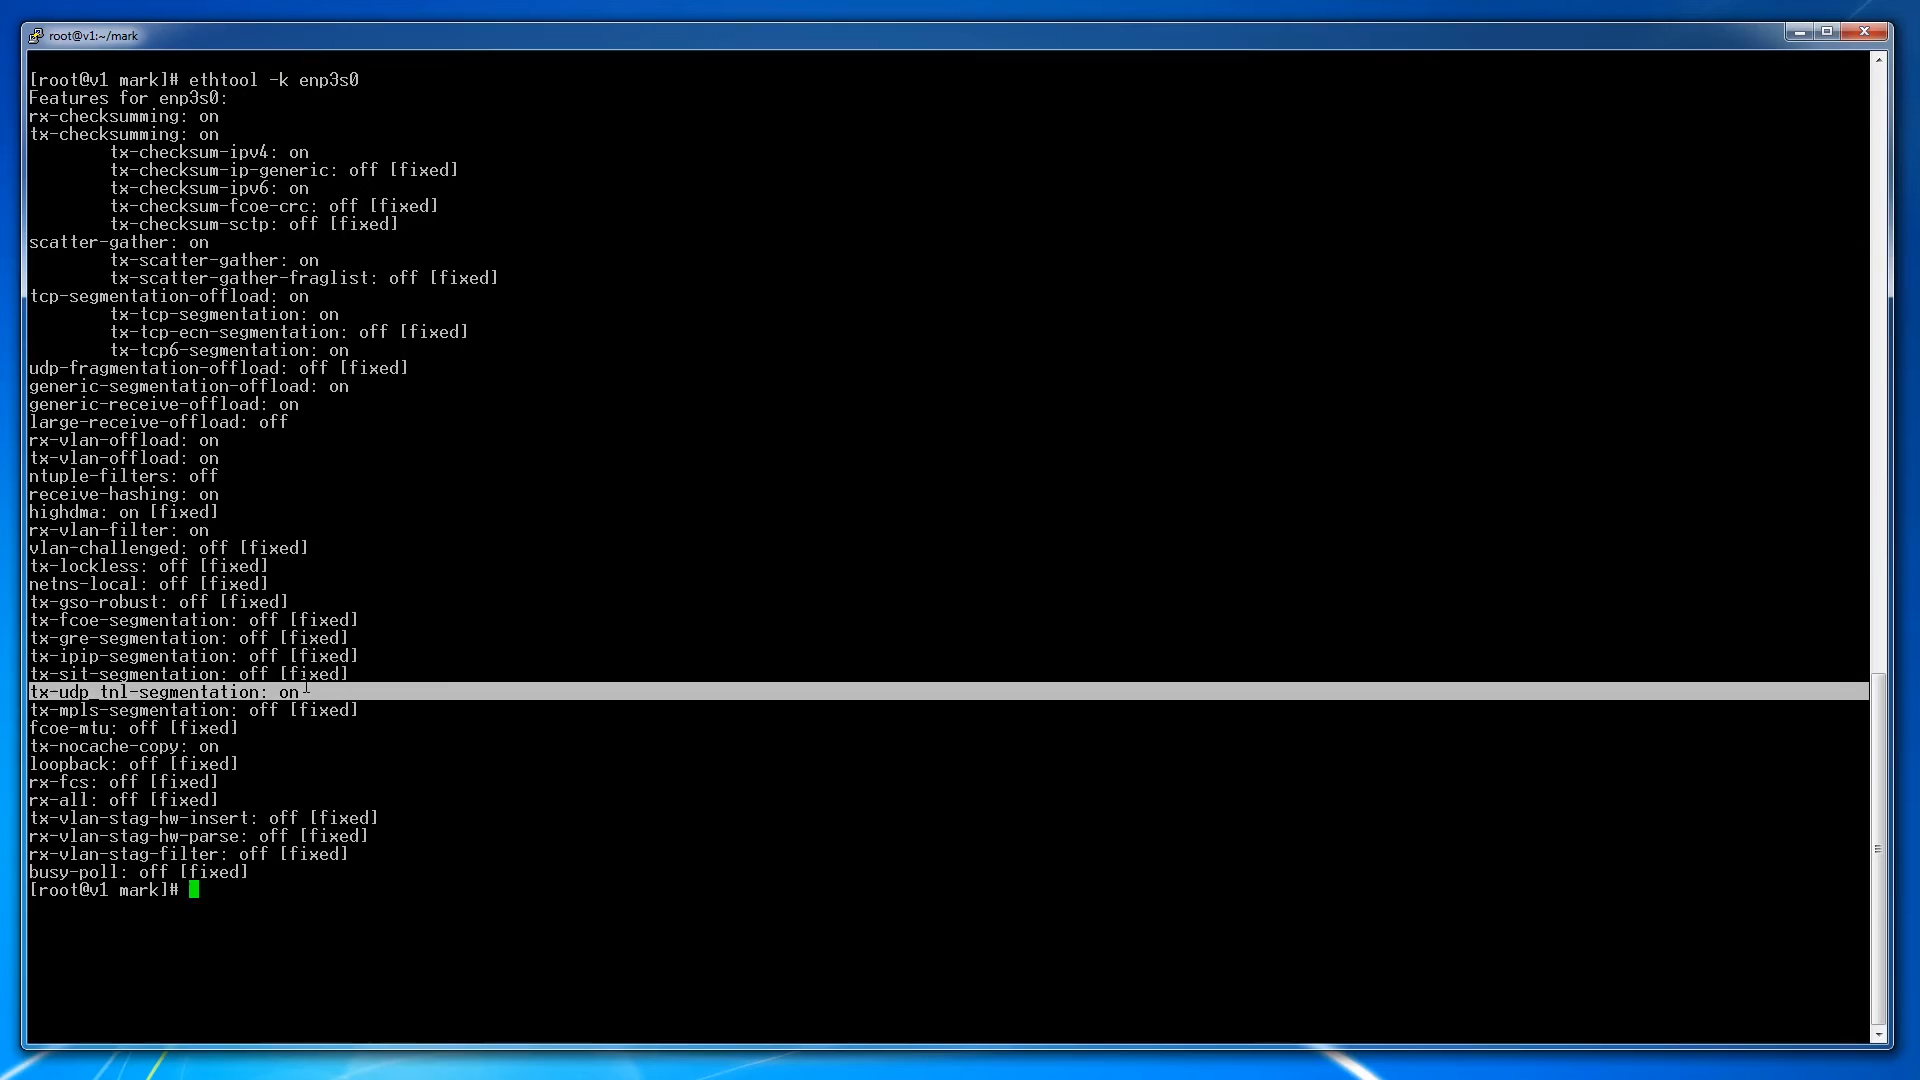 root@v1:~/mark
[root@v1 mark]# ethtool -k enp3s0
Features for enp3s0:
rx-checksumming: on
tx-checksumming: on
tx-checksum-ipv4: on
tx-checksum-ip-generic: off [fixed]
tx-checksum-ipv6: on
tx-checksum-fcoe-crc: off [fixed]
tx-checksum-sctp: off [fixed]
scatter-gather: on
tx-scatter-gather: on
tx-scatter-gather-fraglist: off [fixed]
tcp-segmentation-offload: on
tx-tcp-segmentation: on
tx-tcp-ecn-segmentation: off [fixed]
tx-tcp6-segmentation: on
udp-fragmentation-offload: off [fixed]
generic-segmentation-offload: on
generic-receive-offload: on
large-receive-offload: off
rx-vlan-offload: on
tx-vlan-offload: on
ntuple-filters: off
receive-hashing: on
highdma: on [fixed]
rx-vlan-filter: on
vlan-challenged: off [fixed]
tx-lockless: off [fixed]
netns-local: off [fixed]
tx-gso-robust: off [fixed]
tx-fcoe-segmentation: off [fixed]
tx-gre-segmentation: off [fixed]
tx-ipip-segmentation: off [fixed]
tx-sit-segmentation: off [fixed]
tx-udp_tnl-segmentation: on
tx-mpls-segmentation: off [fixed]
fcoe-mtu: off [fixed]
tx-nocache-copy: on
loopback: off [fixed]
rx-fcs: off [fixed]
rx-all: off [fixed]
tx-vlan-stag-hw-insert: off [fixed]
rx-vlan-stag-hw-parse: off [fixed]
rx-vlan-stag-filter: off [fixed]
busy-poll: off [fixed]
[root@v1 mark]#